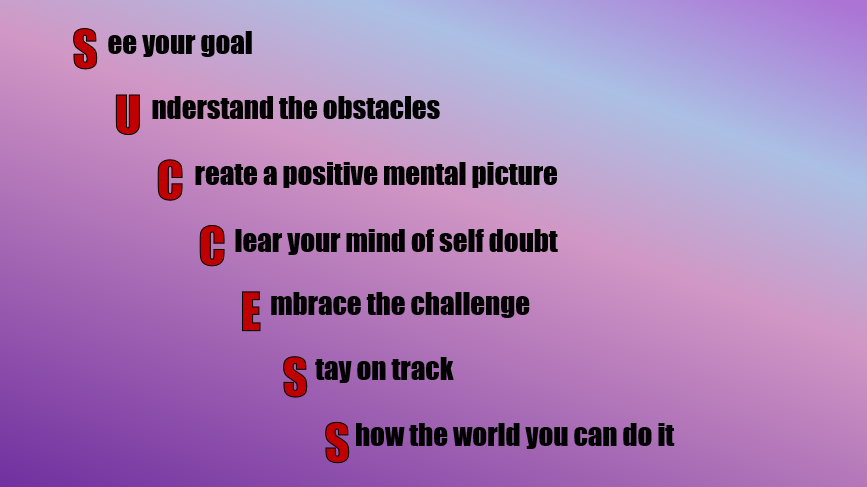 See your goal
Understand the obstacles
Create a positive mental picture
Clear your mind of self doubt
Embrace the challenge
Stay on track
Show the world you can do it